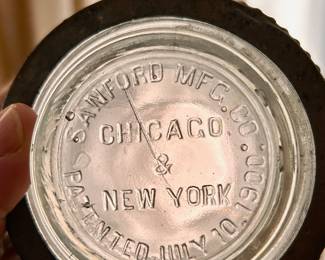 SANFORD MFG. CO.
CHICAGO
&
NEW YORK
PATENTED JULY 10, 1900